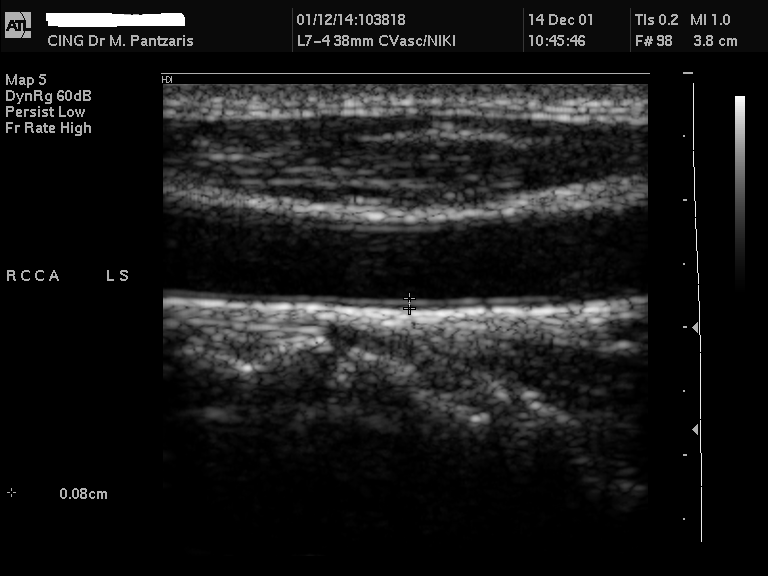 ATL
CING Dr M. Pantzaris
01/12/14:103818
L7-4 38mm CVasc/NIKI
14 Dec 01
10:45:46
TIs 0.2 MI 1.0
F# 98 3.8 cm
Map 5
DynRg 60dB
Persist Low
Fr Rate High
HDI
RCCA LS
0.08cm